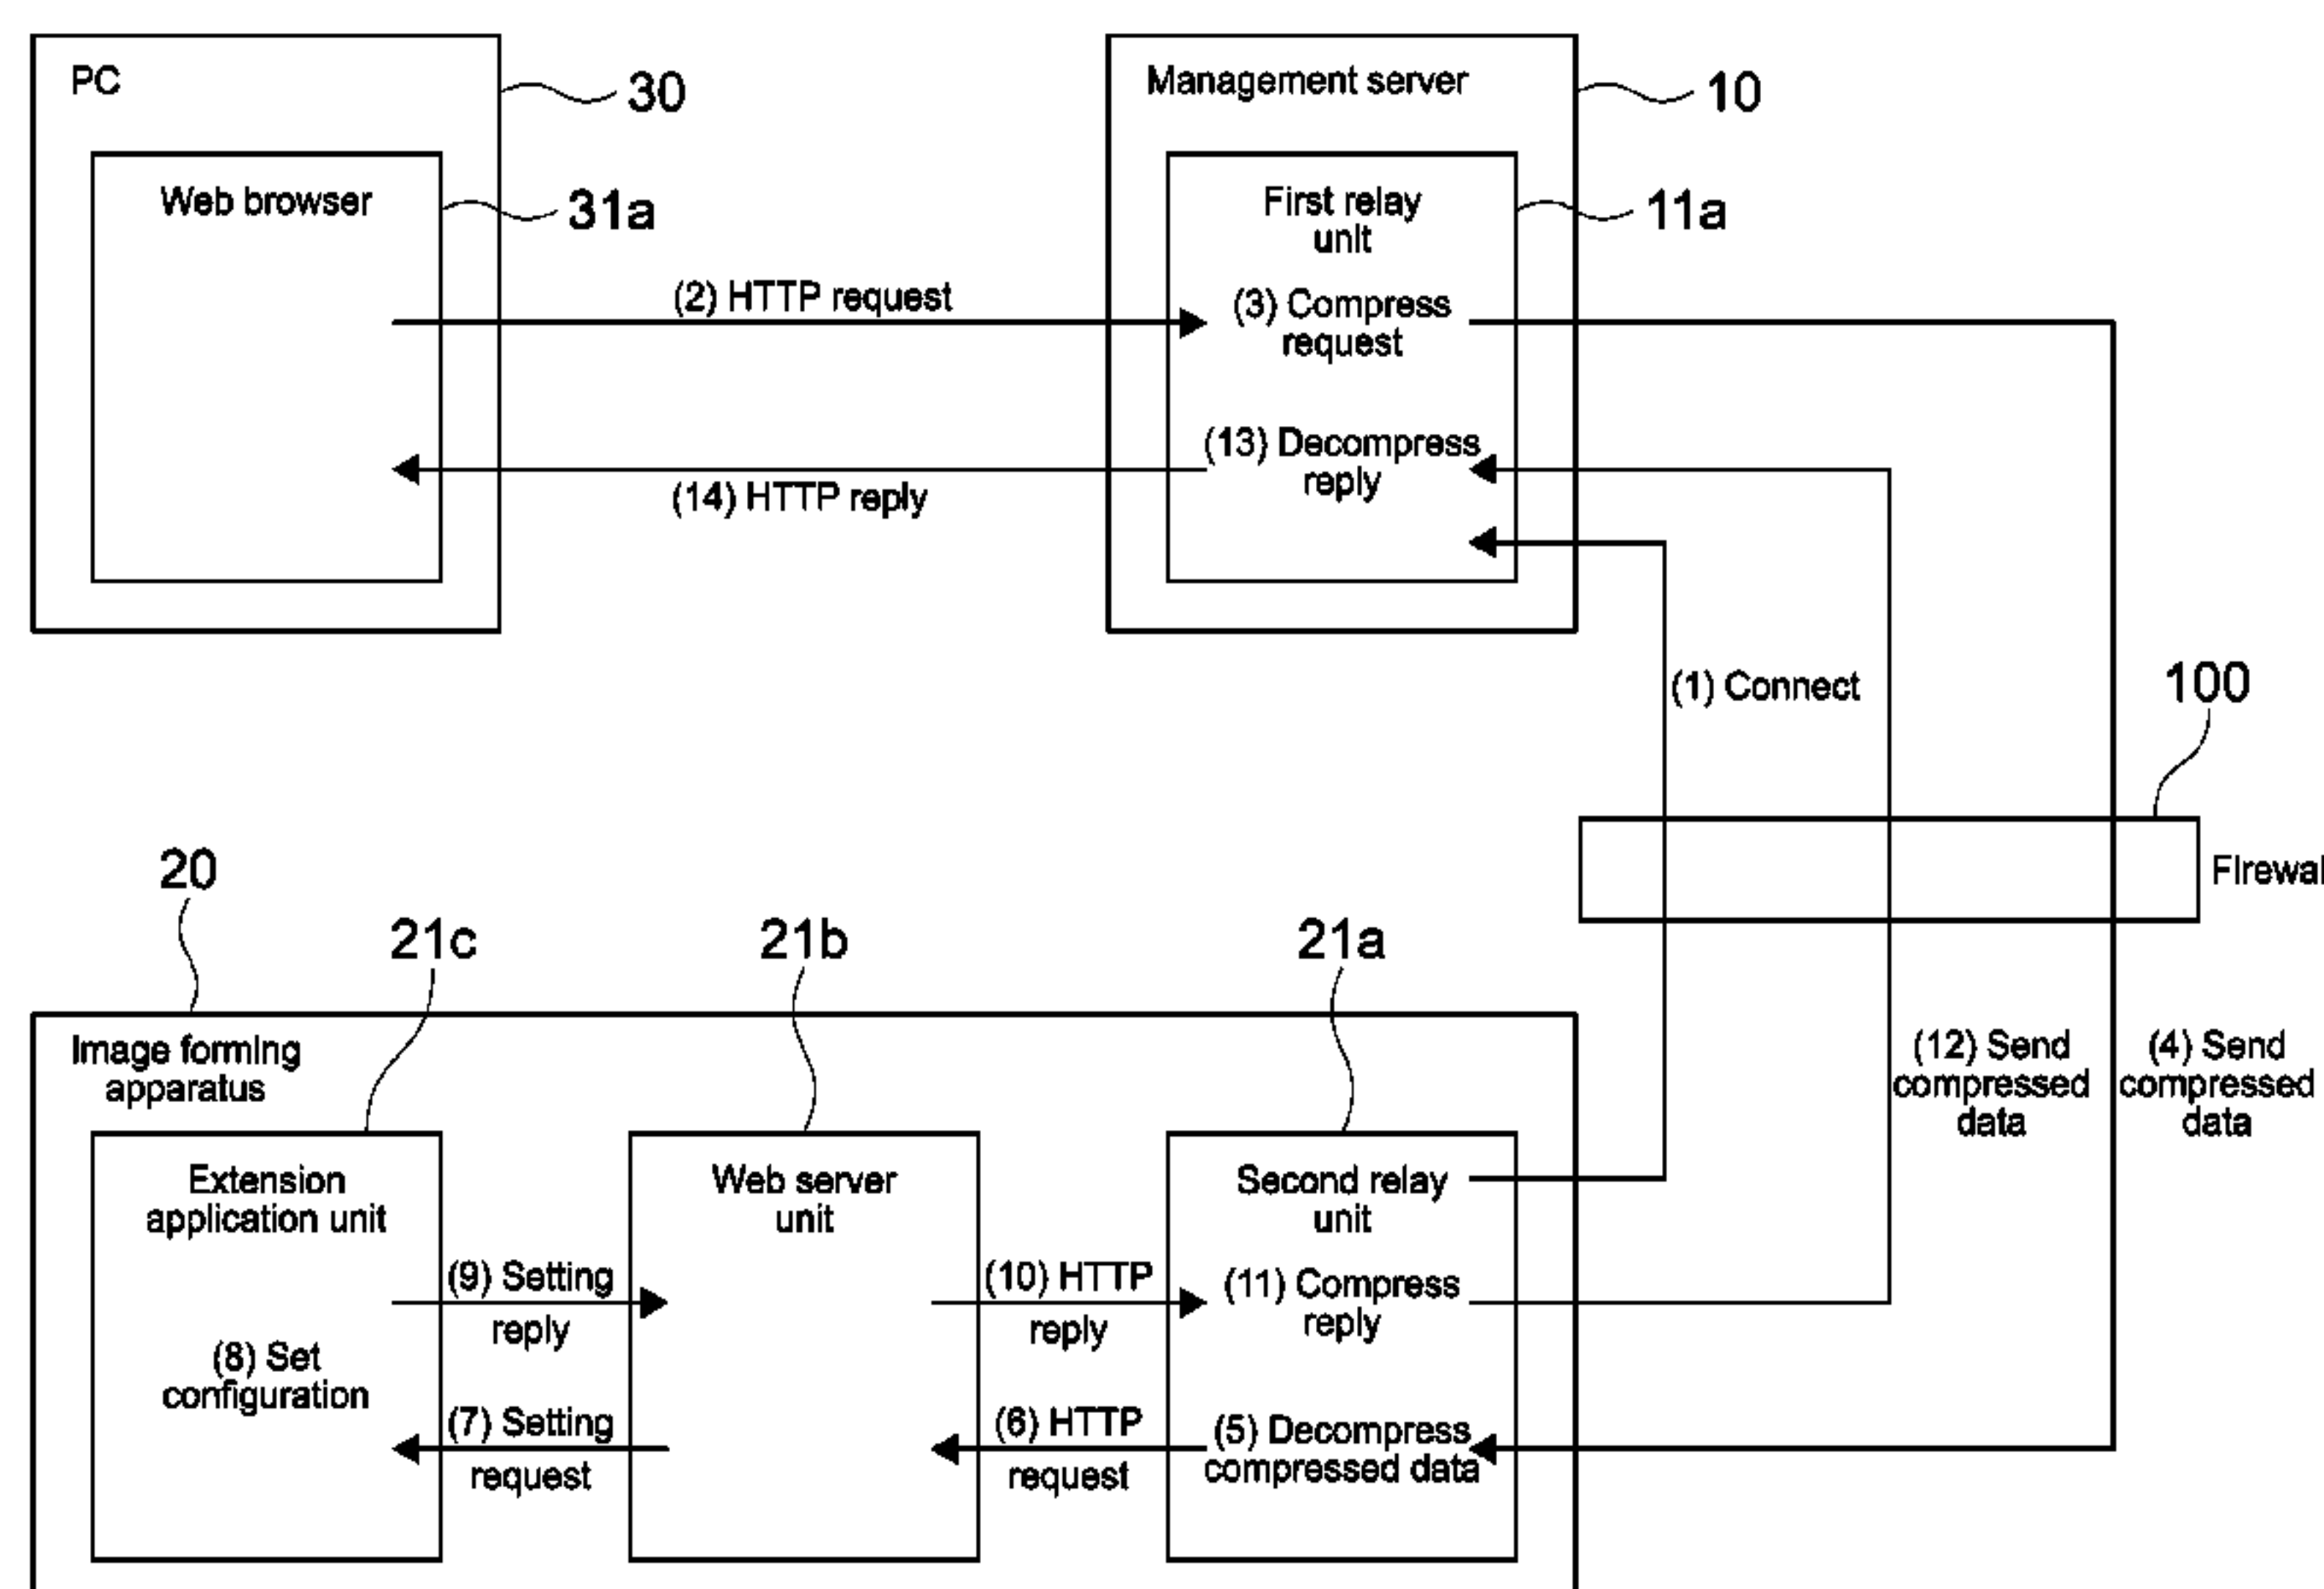 PC
30
Web browser
31a
Management server
10
First relay
unit
11a
(2) HTTP request
(3) Compress
request
(13) Decompress
reply
(14) HTTP reply
(1) Connect
100
Firewal
20
21c
21b
21a
Image forming
apparatus
(12) Send
compressed
data
(4) Send
compressed
data
Extension
application unit
Web server
unit
Second relay
unit
(9) Setting
reply
(10) HTTP
reply
(11) Compress
reply
(8) Set
configuration
(7) Setting
request
(6) HTTP
request
(5) Decompress
compressed data